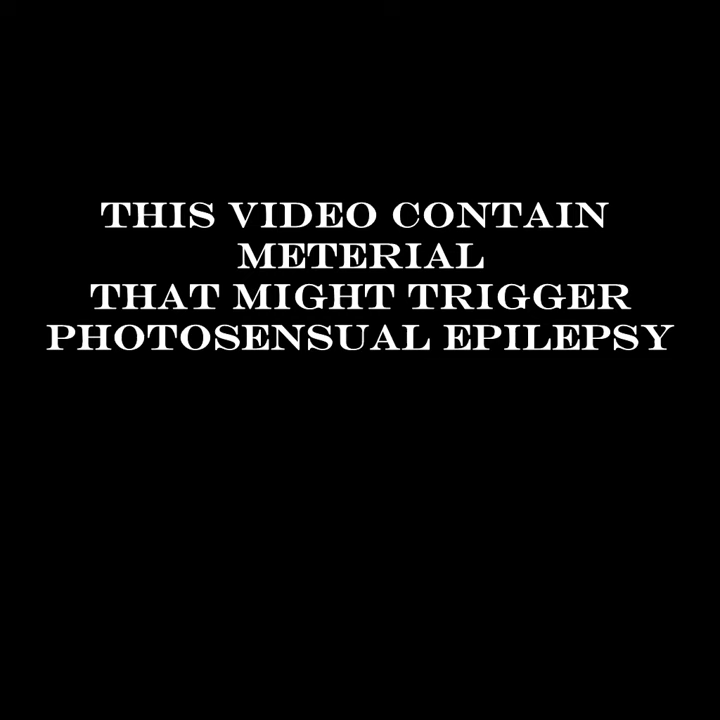 THIS VIDEO CONTAIN
METERIAL
THAT MIGHT TRIGGER
PHOTOSENSUAL EPILEPSY